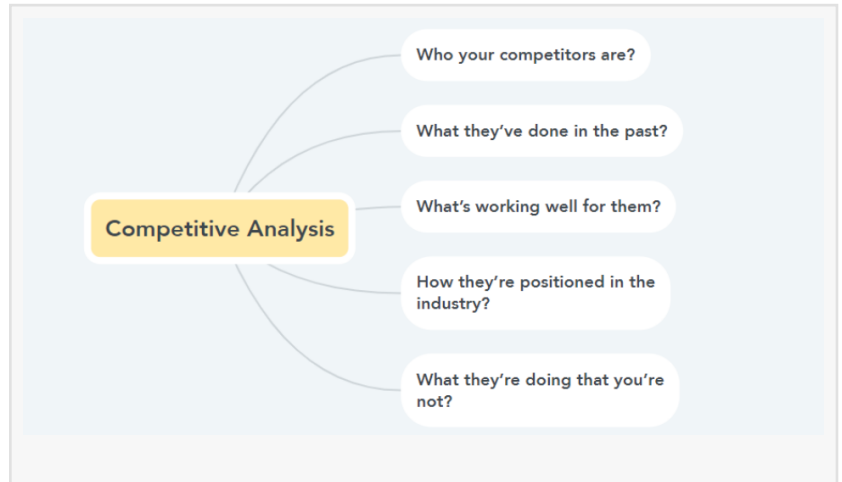 Who your competitors are?
What they've done in the past?
What's working well for them?
Competitive Analysis
How they're positioned in the
industry?
What they're doing that you're
not?